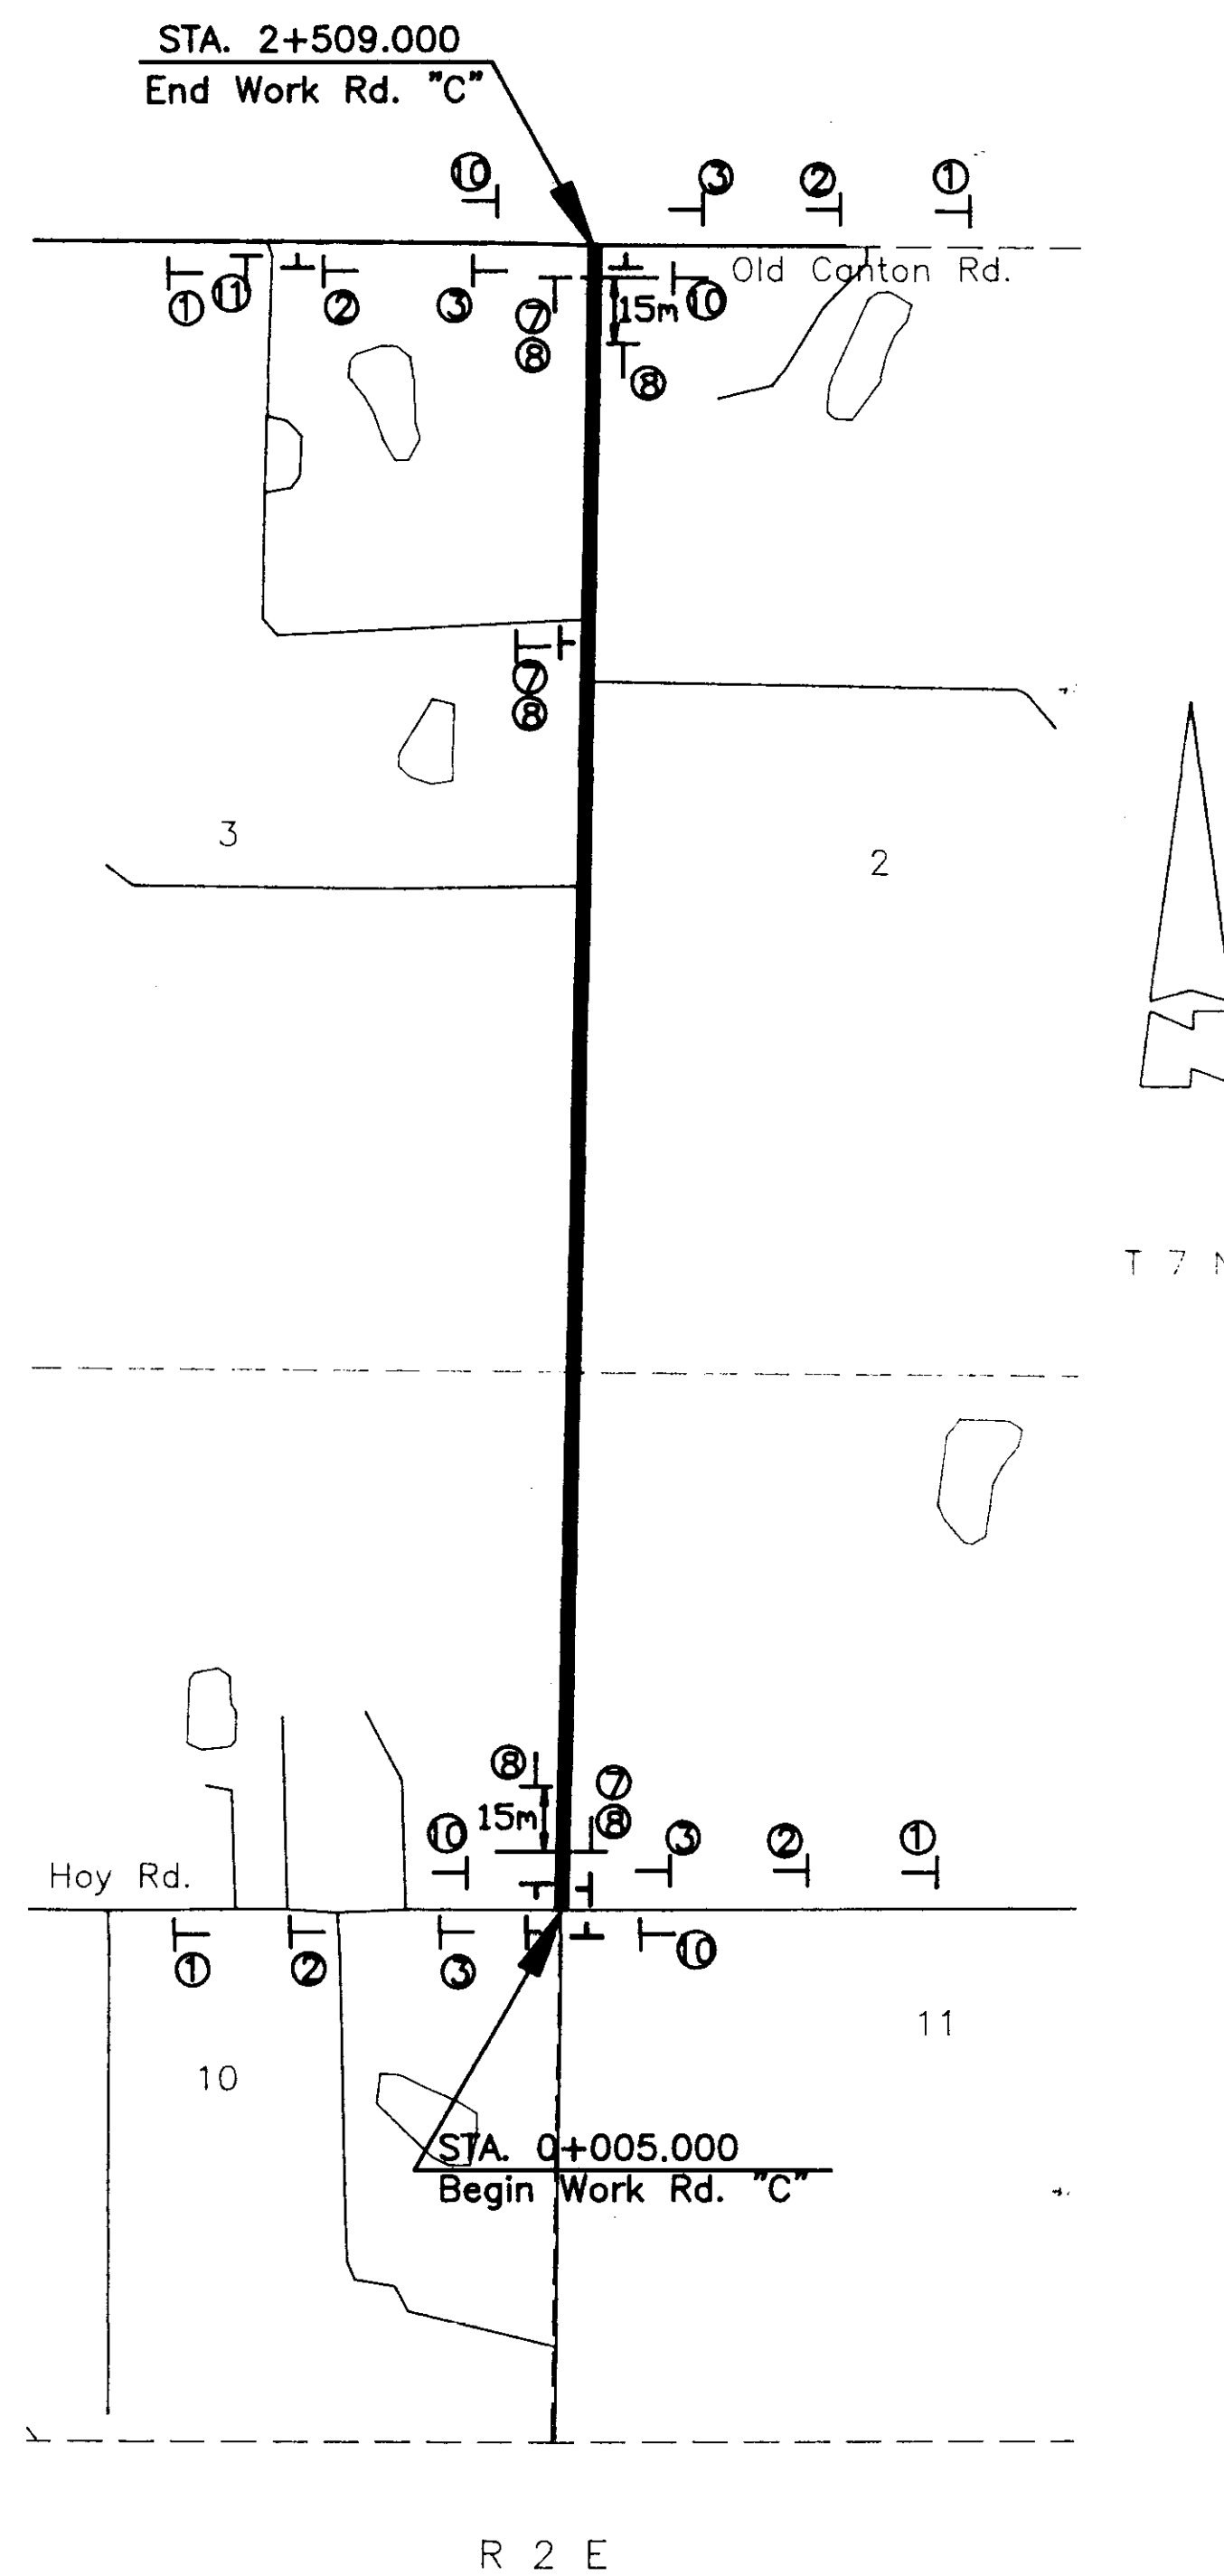 STA. 2+509.000
End Work Rd. "C"
10 3 2 1
Old Canton Rd.
1 11 2 3 7 15m 10
8
8
7
8
3
2
T 7 N
8 7
15m 8
10 3 2 1
Hoy Rd.
1 2 3 10
11
10
STA. 0+005.000
Begin Work Rd. "C"
R 2 E